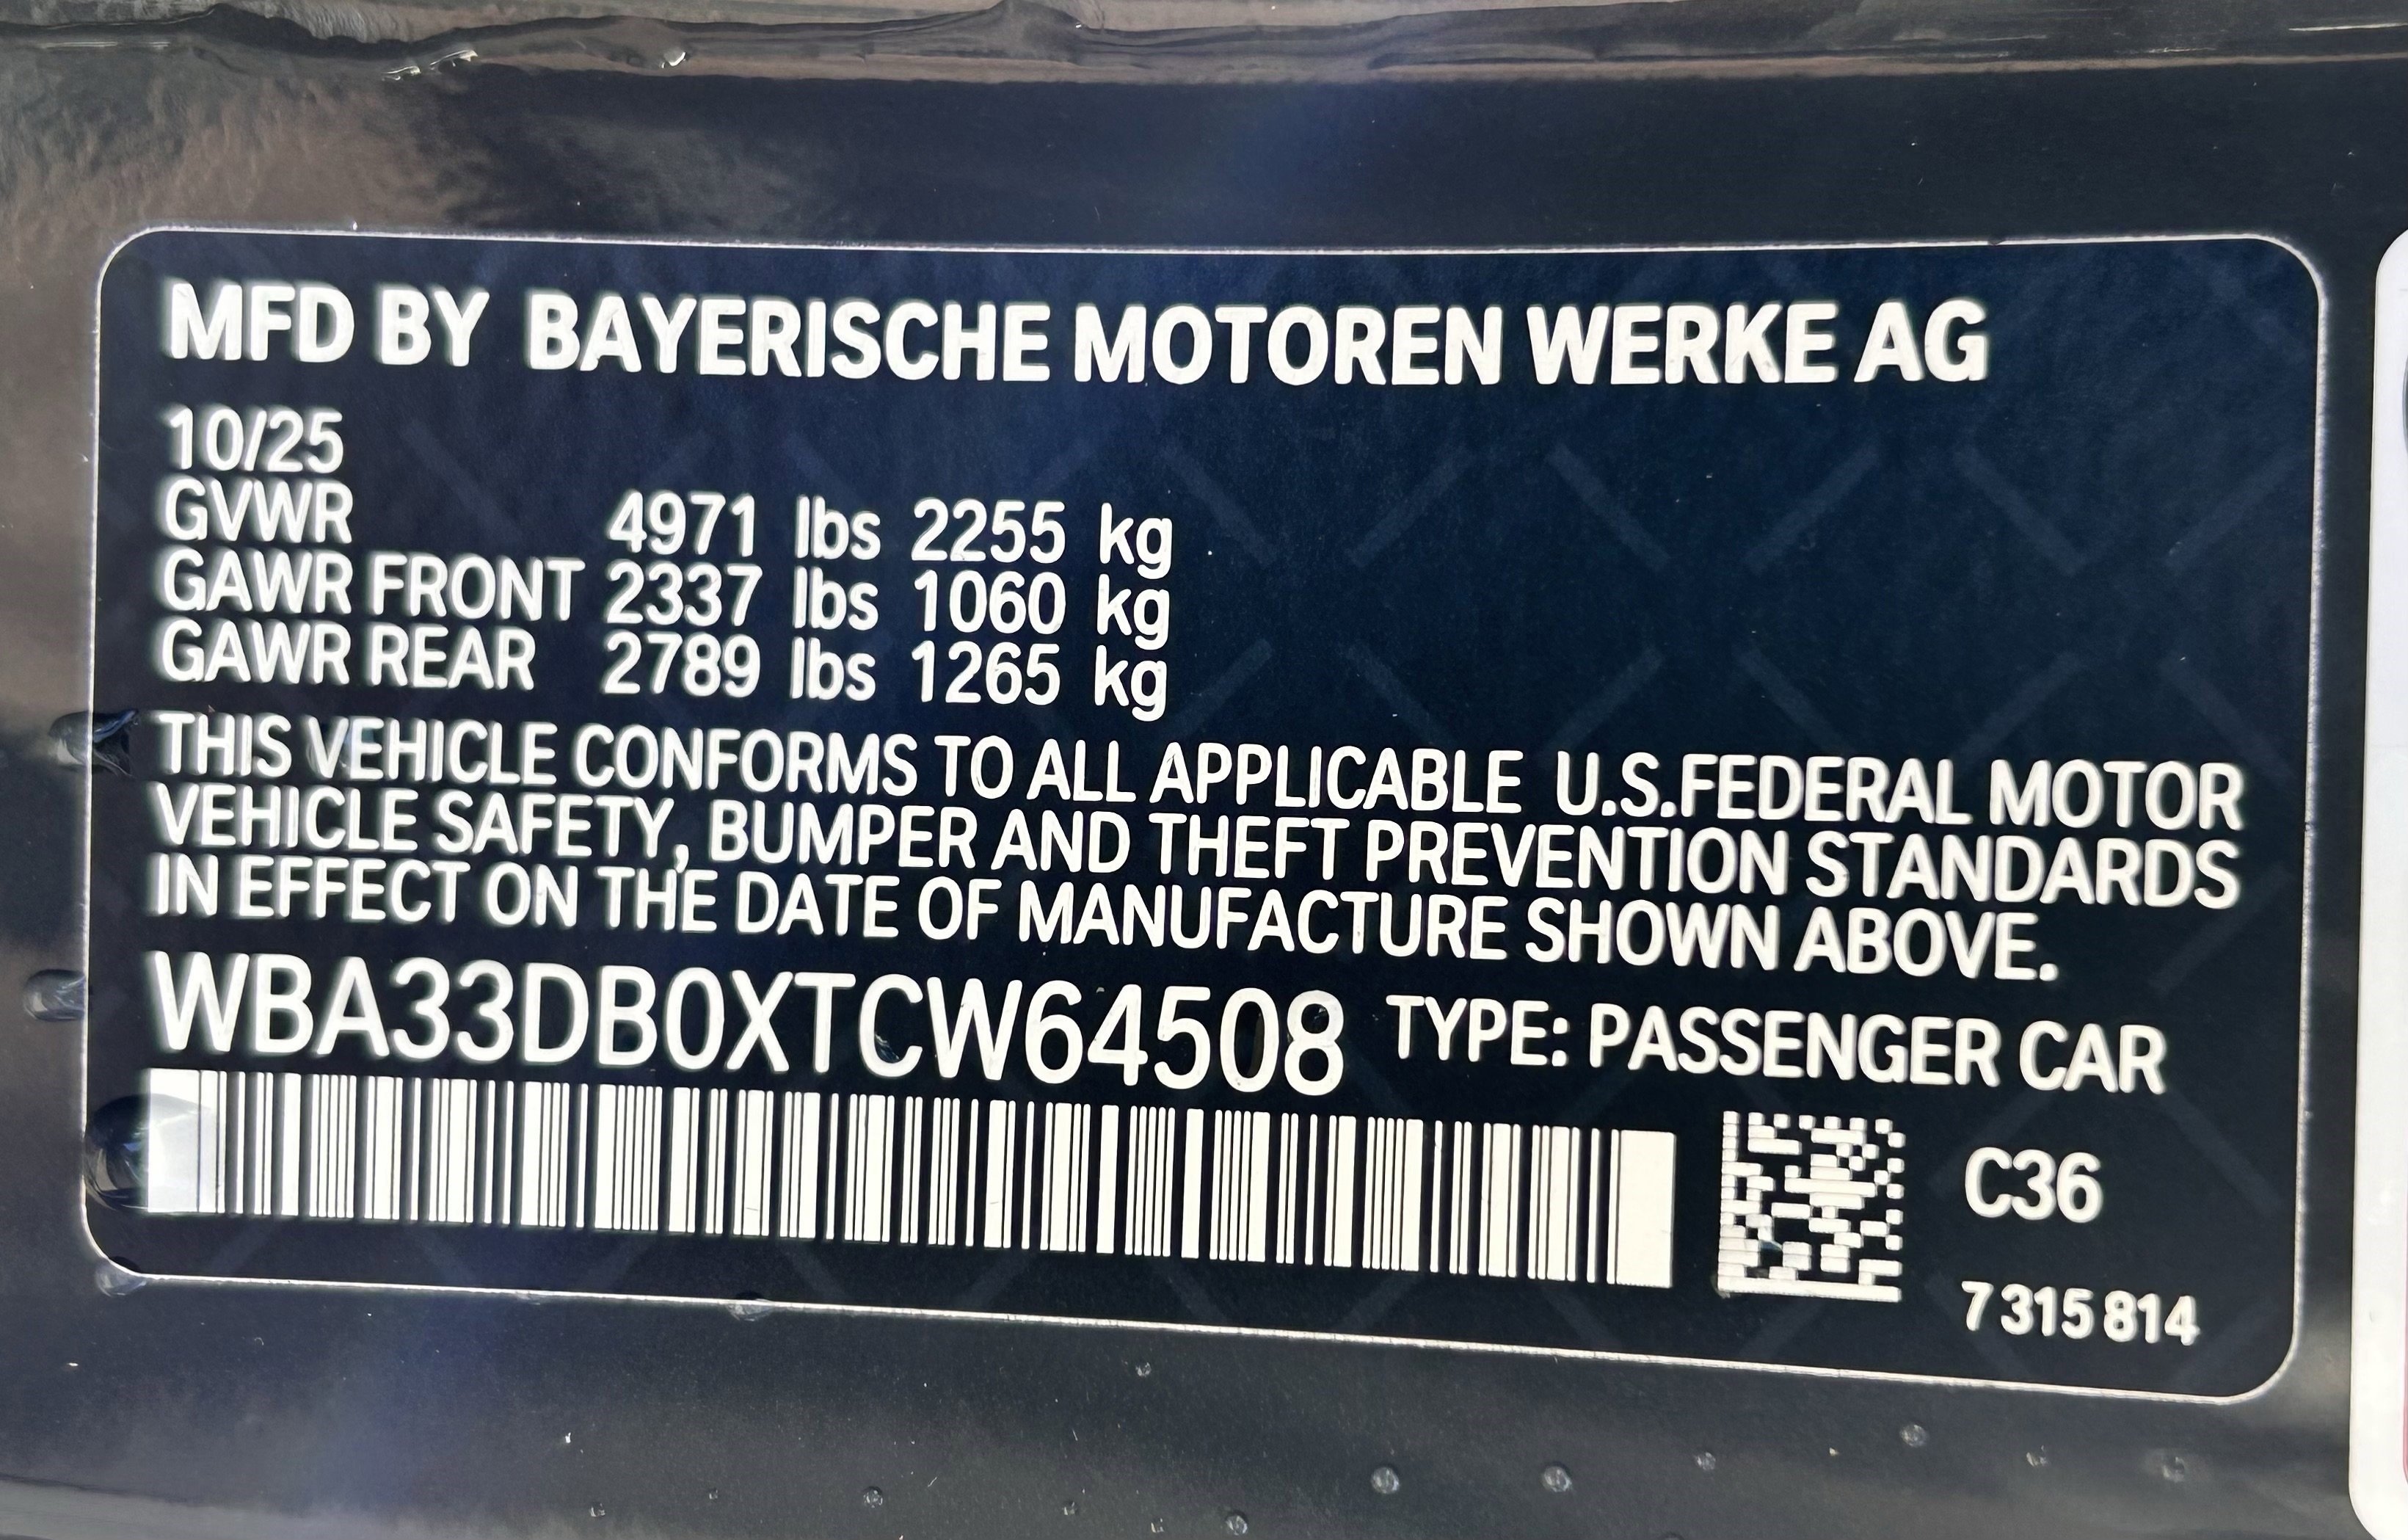 MFD BY BAYERISCHE MOTOREN WERKE AG
10/25
GVWR 4971 lbs 2255 kg
GAWR FRONT 2337 lbs 1060 kg
GAWR REAR 2789 lbs 1265 kg
THIS VEHICLE CONFORMS TO ALL APPLICABLE U.S.FEDERAL MOTOR
VEHICLE SAFETY, BUMPER AND THEFT PREVENTION STANDARDS
IN EFFECT ON THE DATE OF MANUFACTURE SHOWN ABOVE.
WBA33DB0XTCW64508 TYPE: PASSENGER CAR
C36
7 315 814